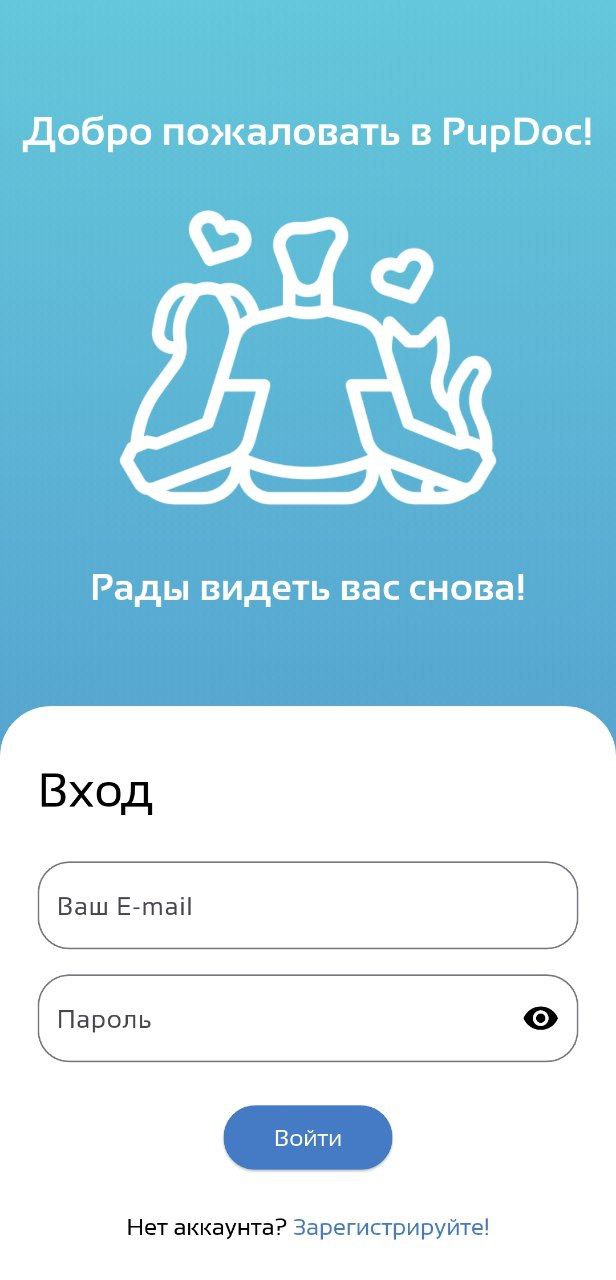 Добро пожаловать в PupDoc!
Рады видеть вас снова!
Вход
Ваш E-mail
Пароль
Войти
Нет аккаунта? Зарегистрируйте!